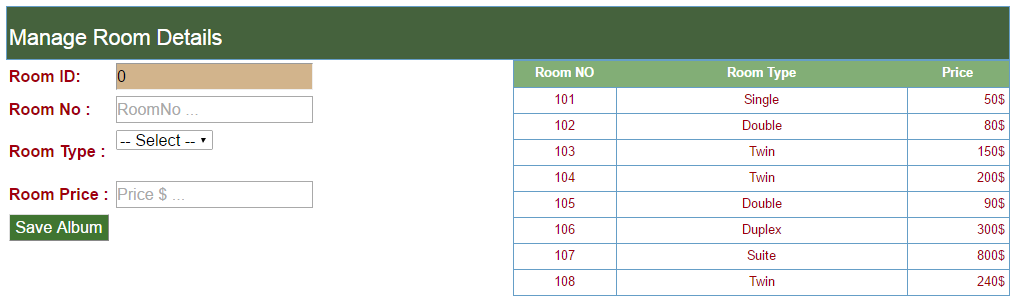 Manage Room Details
Room ID: 0
Room No : RoomNo ...
Room Type : -- Select --
Room Price : Price $ ...
Save Album
Room NO Room Type Price
101 Single 50$
102 Double 80$
103 Twin 150$
104 Twin 200$
105 Double 90$
106 Duplex 300$
107 Suite 800$
108 Twin 240$